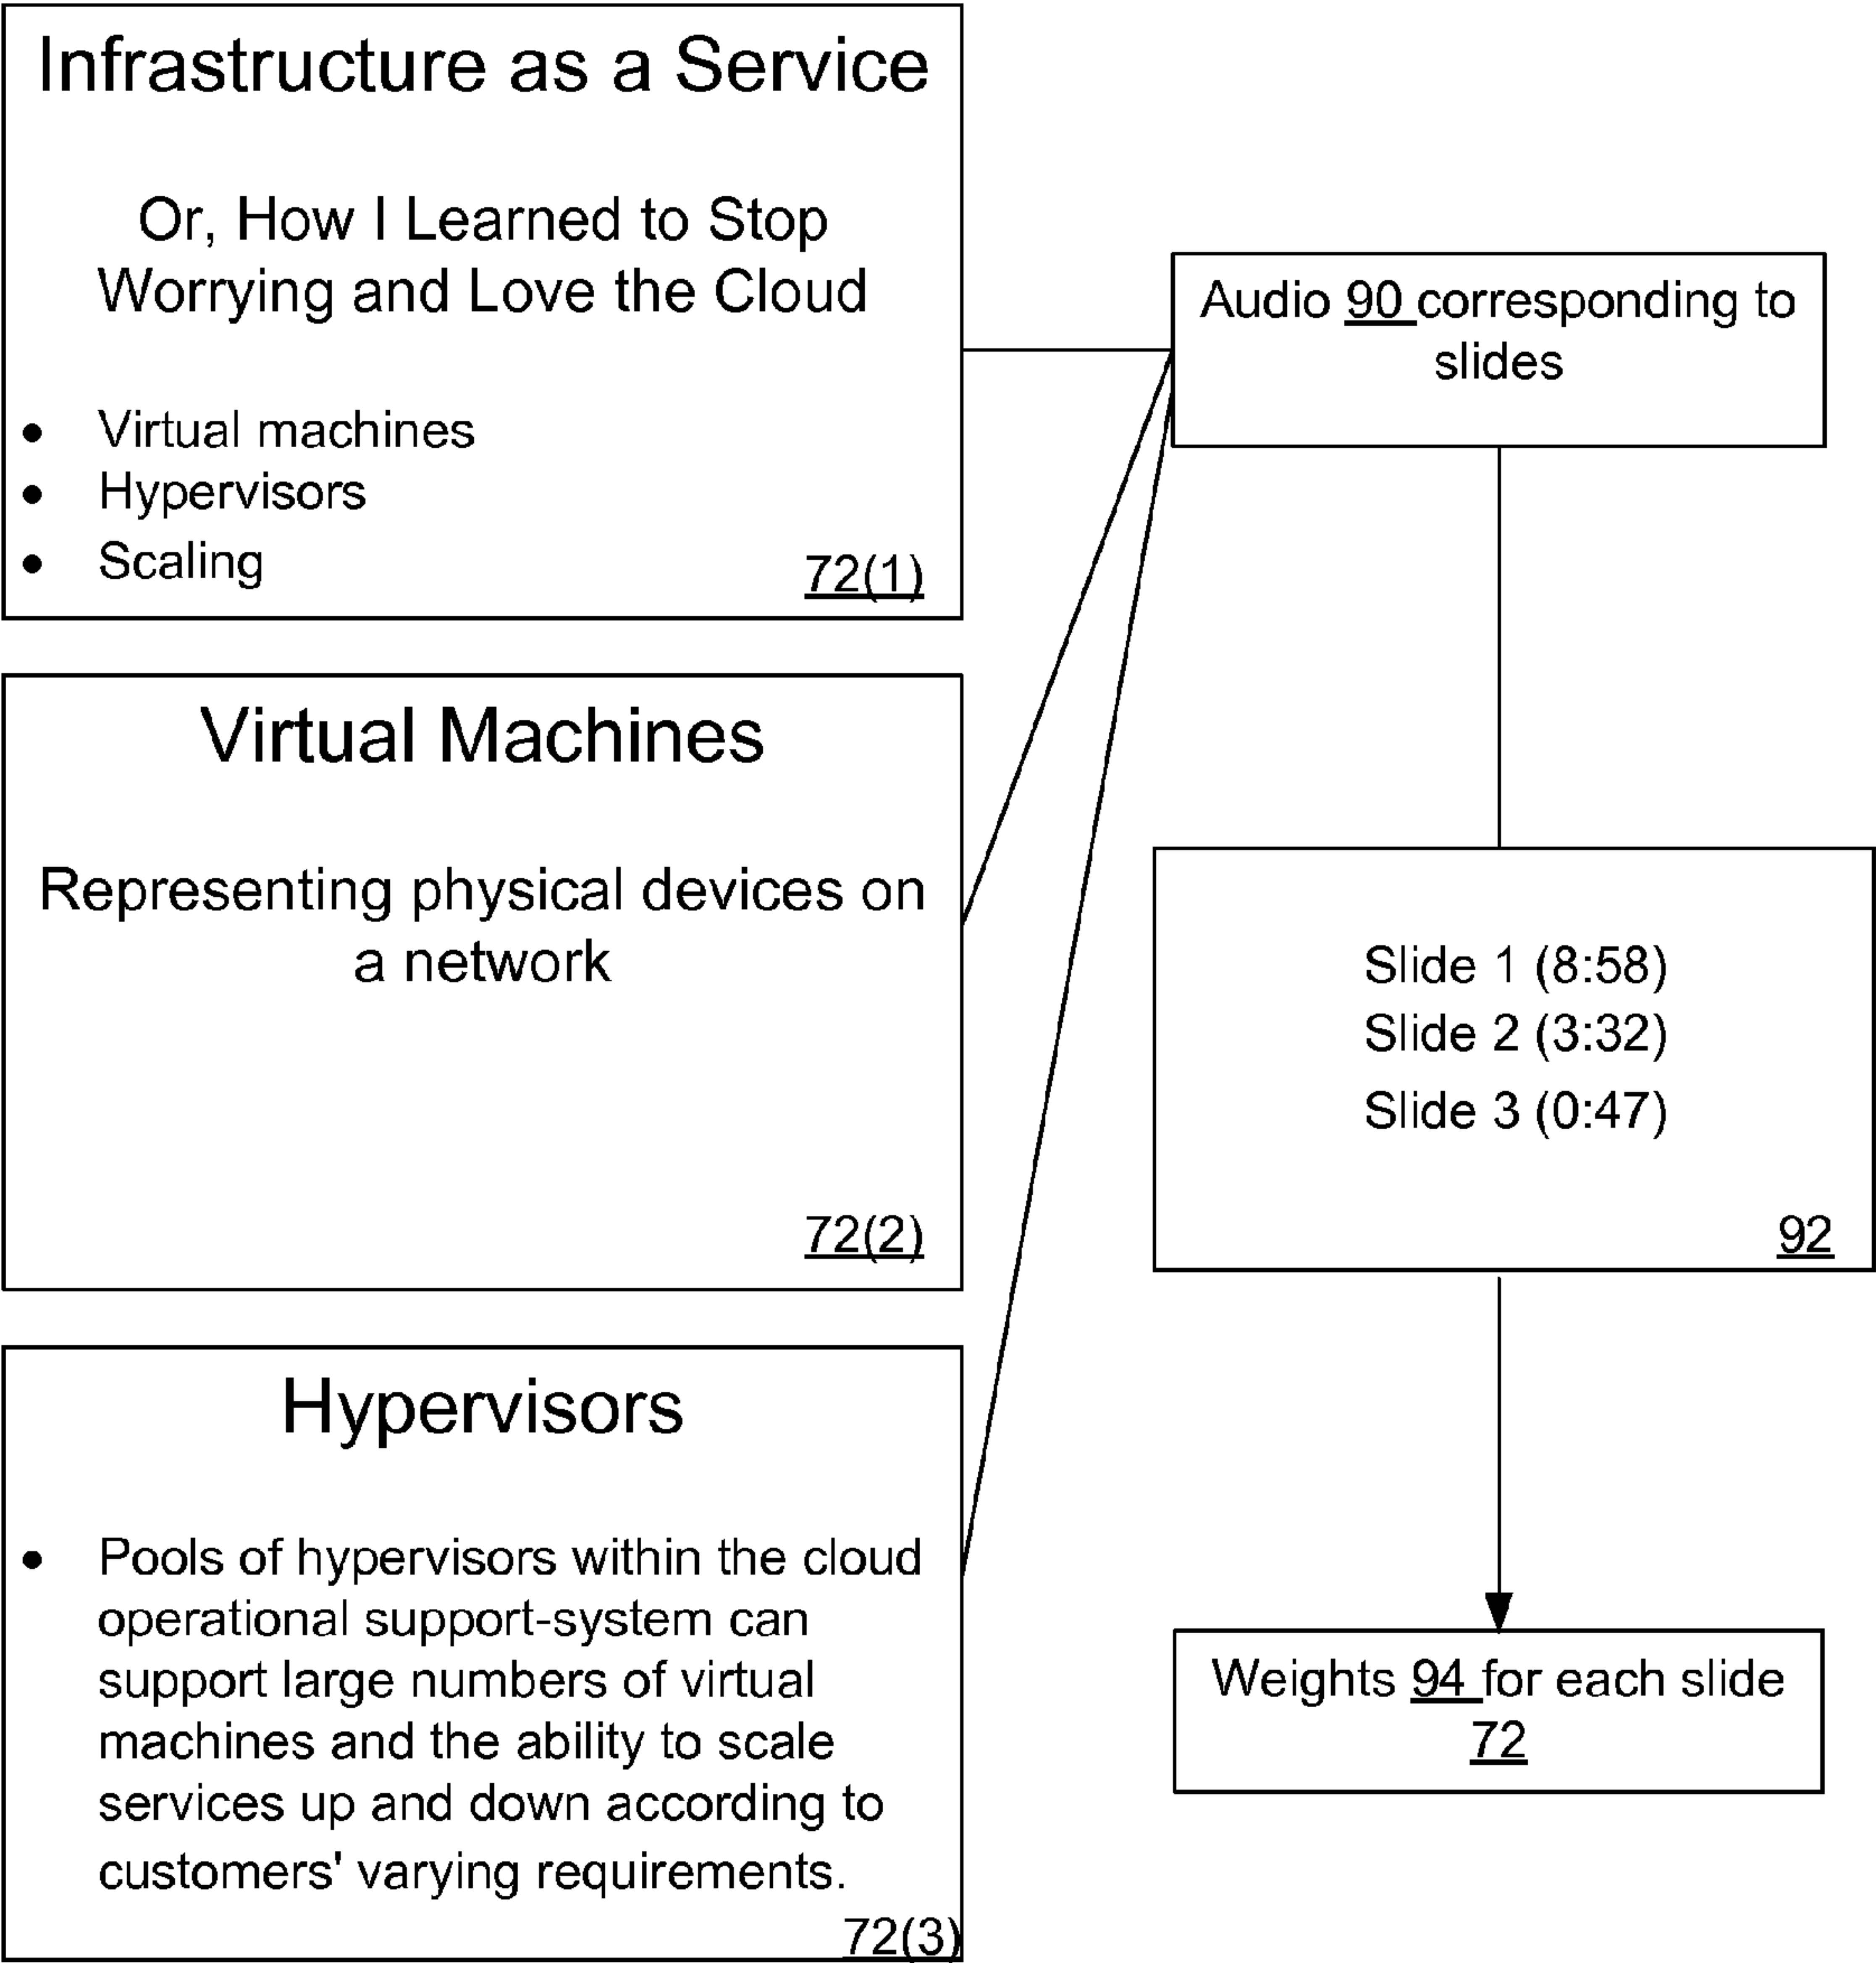 Infrastructure as a Service
Or, How I Learned to Stop
Worrying and Love the Cloud
● Virtual machines
● Hypervisors
● Scaling
72(1)
Virtual Machines
Representing physical devices on
a network
72(2)
Hypervisors
● Pools of hypervisors within the cloud
operational support-system can
support large numbers of virtual
machines and the ability to scale
services up and down according to
customers' varying requirements.
72(3)
Audio 90 corresponding to
slides
Slide 1 (8:58)
Slide 2 (3:32)
Slide 3 (0:47)
92
Weights 94 for each slide
72